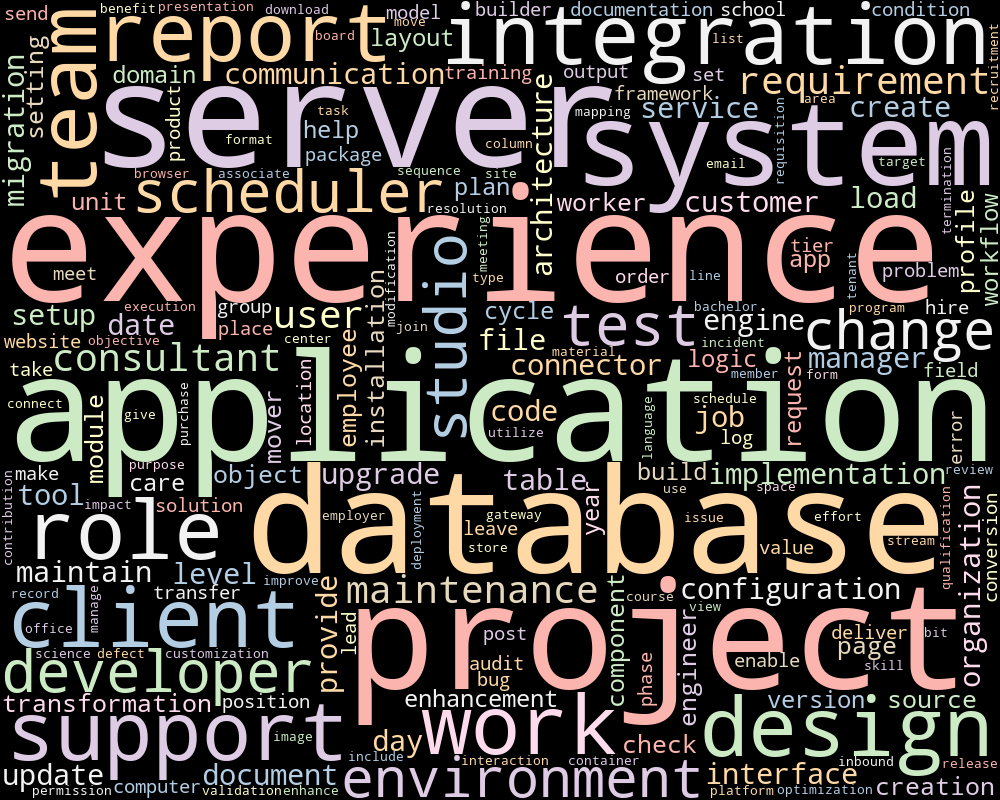 send
benefit
presentation
download
model
move
builder
documentation
school
condition
report
integration
team
setting
board
layout
list
recruitment
domain
communication
training
output
set
requirement
framework
area
migration
product
server
architecture
mapping
service
create
task
help
format
package
column
system
requisition
email
target
termination
browser
associate
sequence
site
unit
scheduler
plan
resolution
worker
customer
load
profile
workflow
experience
meet
modification
studio
meeting
type
order
line
tier
app
tenant
problem
execution
group
bachelor
program
hire
setup
date
place
user
center
installation
join
cycle
file
test
engine
incident
change
website
objective
take
consultant
employee
material
connector
logic
member
request
form
manager
field
application
connect
module
give
purchase
mover
location
code
utilize
language
schedule
job
log
error
make
purpose
care
object
upgrade
table
build
use
implementation
space
review
contribution
tool
impact
solution
role
database
employer
deployment
leave
gateway
store
year
issue
value
effort
stream
qualification
organization
conversion
maintain
level
improve
transfer
record
manage
client
office
provide
lead
maintenance
component
course
configuration
view
project
post
audit
bug
phase
engineer
enable
deliver
page
skill
bit
science
defect
customization
developer
transformation
position
enhancement
version
source
support
image
day
work
check
design
include
interaction
container
inbound
release
update
permission
computer
document
validation
enhance
environment
interface
platform
optimization
creation